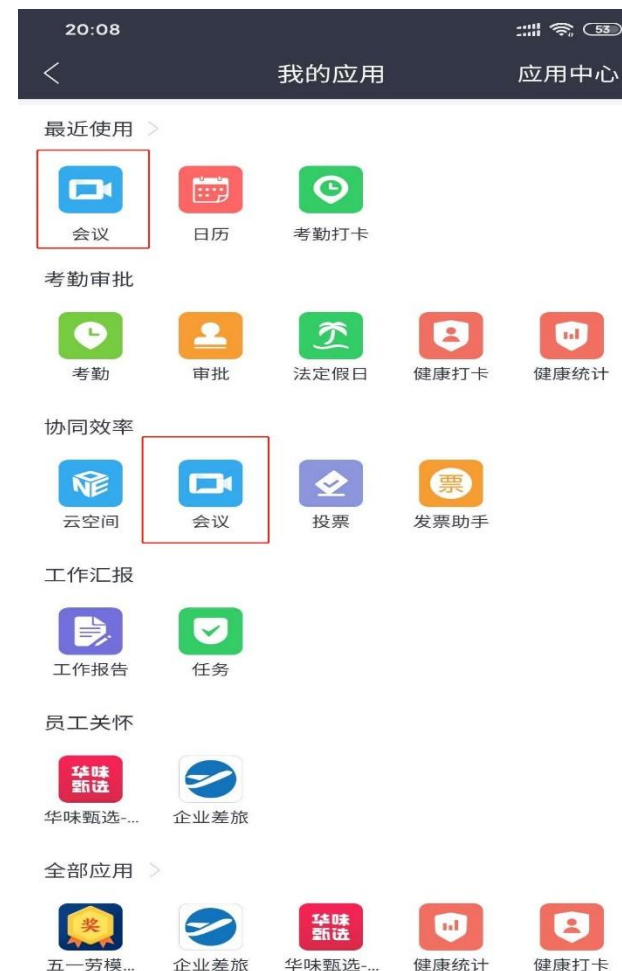 20:08
53
我的应用
应用中心
最近使用 >
会议 日历 考勤打卡
考勤审批
考勤 审批 法定假日 健康打卡 健康统计
协同效率
NE
票
云空间 会议 投票 发票助手
工作汇报
工作报告 任务
员工关怀
华味
甄选
华味甄选-... 企业差旅
全部应用 >
奖
华味
甄选
五一劳模... 企业差旅 华味甄选-... 健康统计 健康打卡